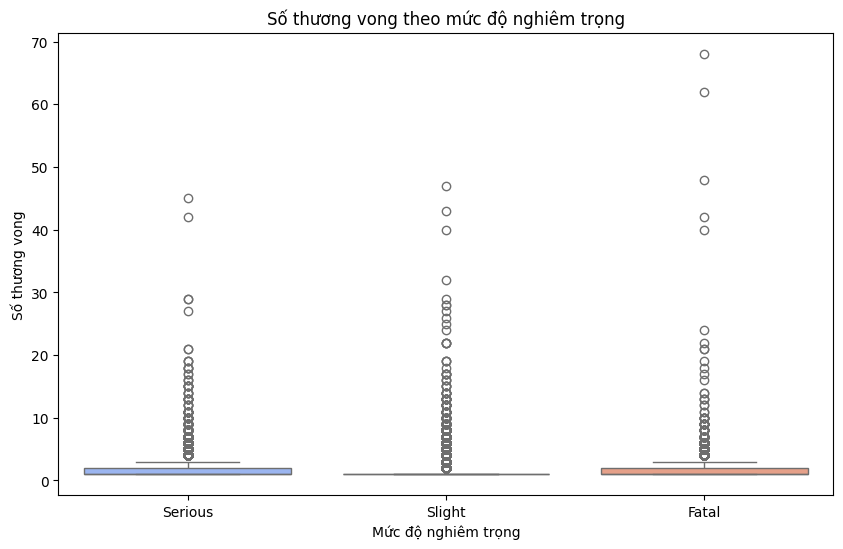 Số thương vong theo mức độ nghiêm trọng
Số thương vong
70
60
50
40
30
20
10
0
Serious Slight Fatal
Mức độ nghiêm trọng